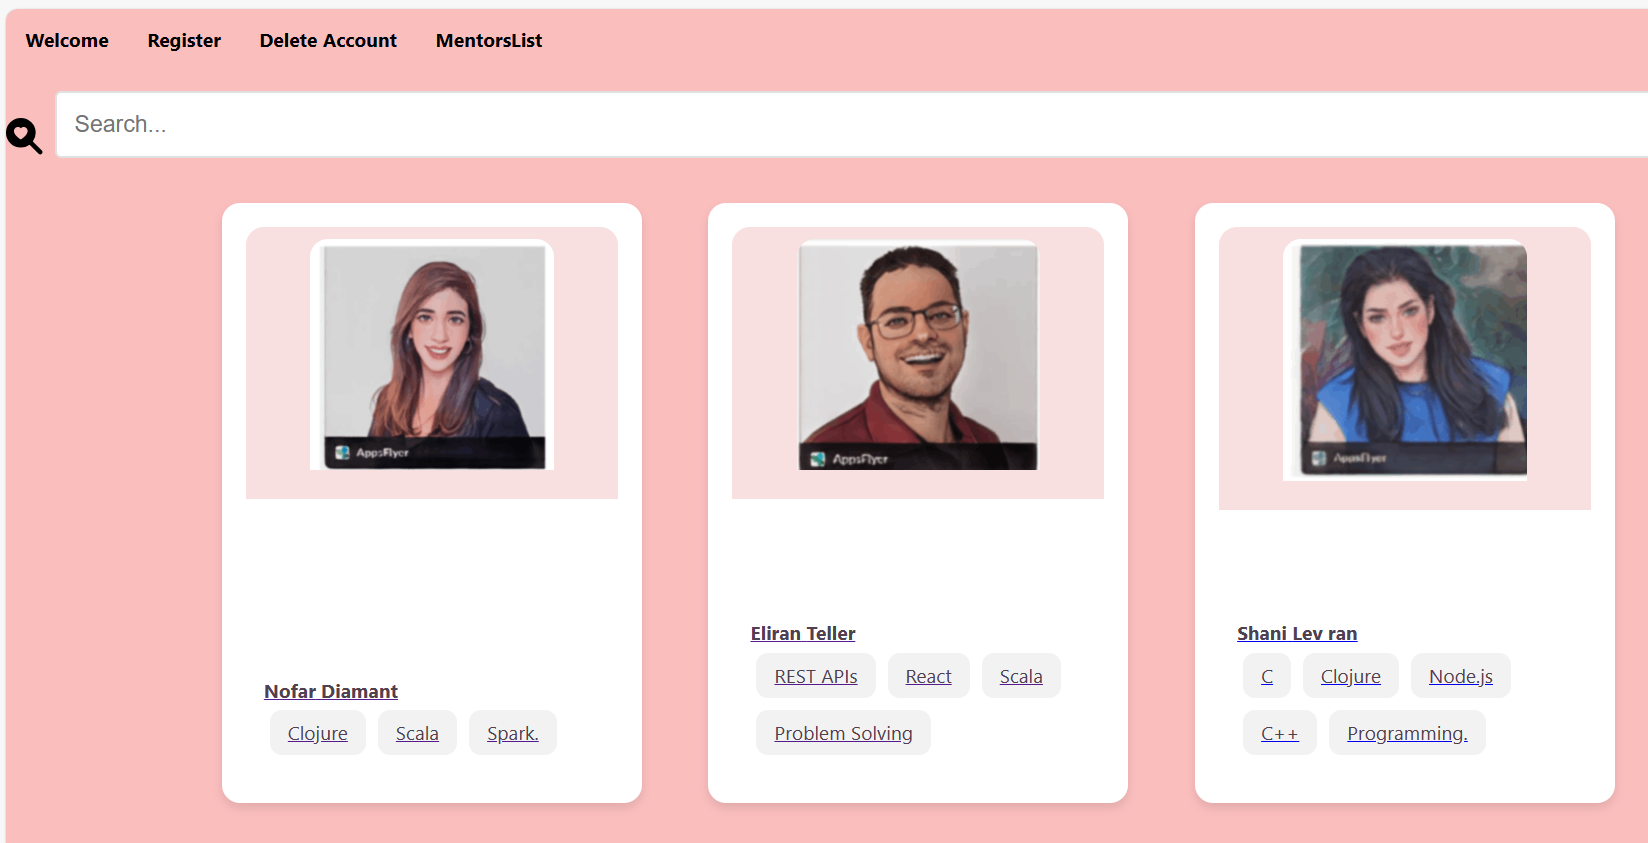 Welcome Register Delete Account MentorsList
Search...
AppsFlyer
AppsFlyer
AppsFlyer
Nofar Diamant
Clojure Scala Spark.
Eliran Teller
REST APIs React Scala
Problem Solving
Shani Lev ran
C Clojure Node.js
C++ Programming.